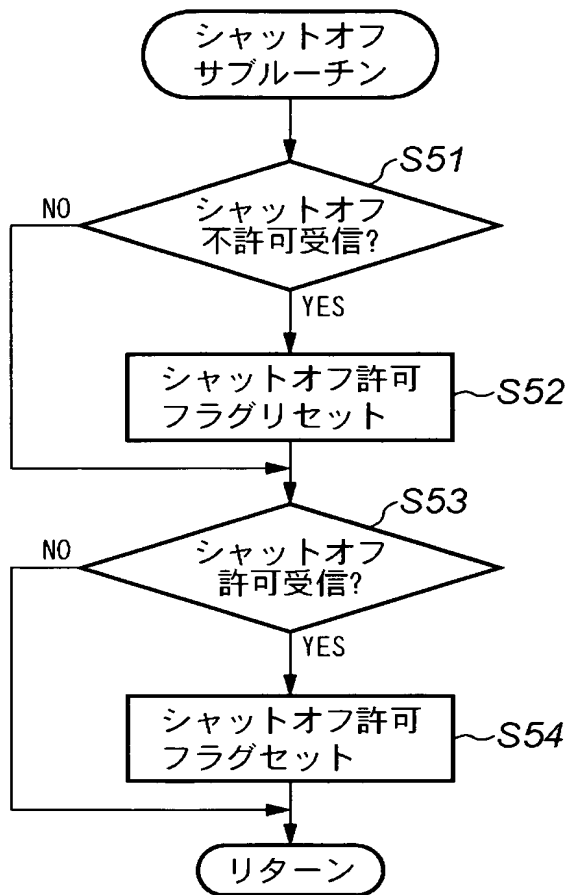 シャットオフ
サブルーチン
S51
シャットオフ
不許可受信?
NO
YES
シャットオフ許可
フラグリセット
S52
S53
シャットオフ
許可受信?
NO
YES
シャットオフ許可
フラグセット
S54
リターン